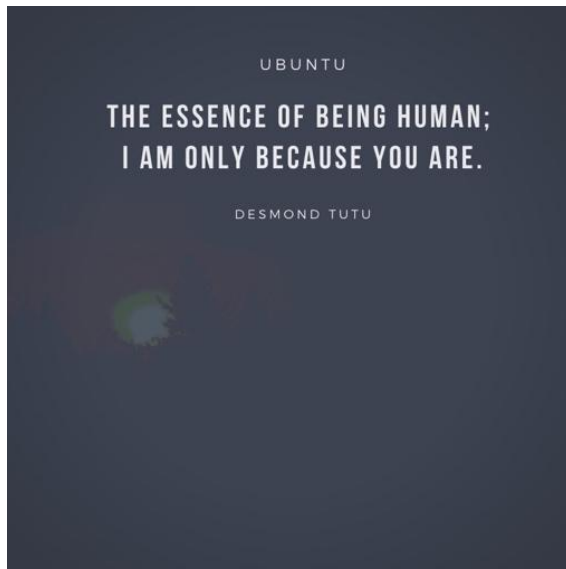 UBUNTU
THE ESSENCE OF BEING HUMAN;
I AM ONLY BECAUSE YOU ARE.
DESMOND TUTU